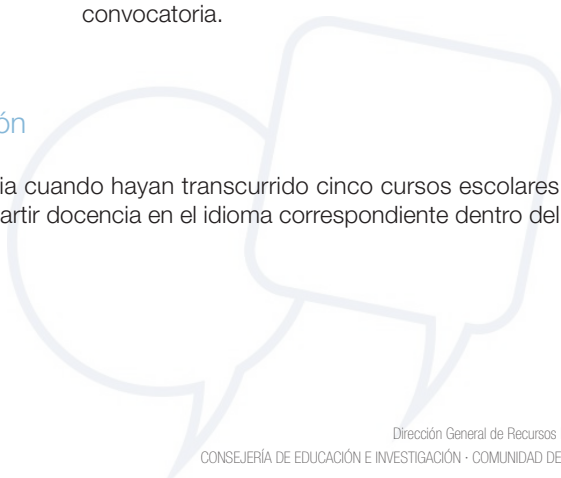 convocatoria.
ón
ia cuando hayan transcurrido cinco cursos escolares
artir docencia en el idioma correspondiente dentro del
Dirección General de Recursos
CONSEJERÍA DE EDUCACIÓN E INVESTIGACIÓN · COMUNIDAD DE